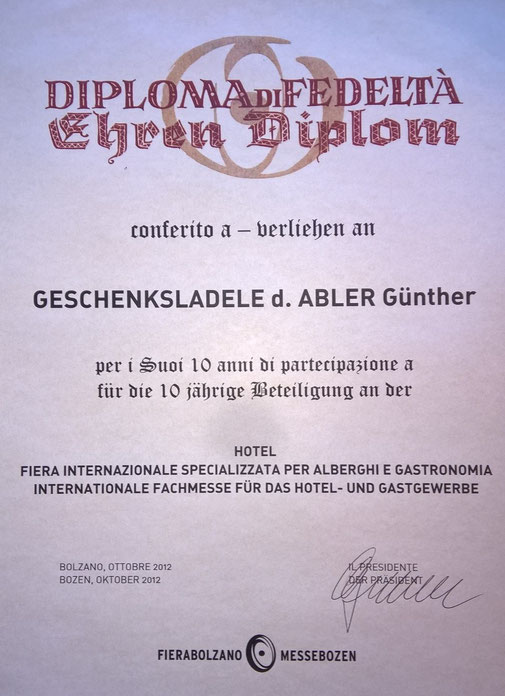 DIPLOMA DI FEDELTÀ
Ehren Diplom
conferito a – verliehen an
GESCHENKSLADELE d. ABLER Günther
per i Suoi 10 anni di partecipazione a
für die 10 jährige Beteiligung an der
HOTEL
FIERA INTERNAZIONALE SPECIALIZZATA PER ALBERGHI E GASTRONOMIA
INTERNATIONALE FACHMESSE FÜR DAS HOTEL- UND GASTGEWERBE
BOLZANO, OTTOBRE 2012
BOZEN, OKTOBER 2012
IL PRESIDENTE
DER PRÄSIDENT
FIERABOLZANO MESSEBOZEN